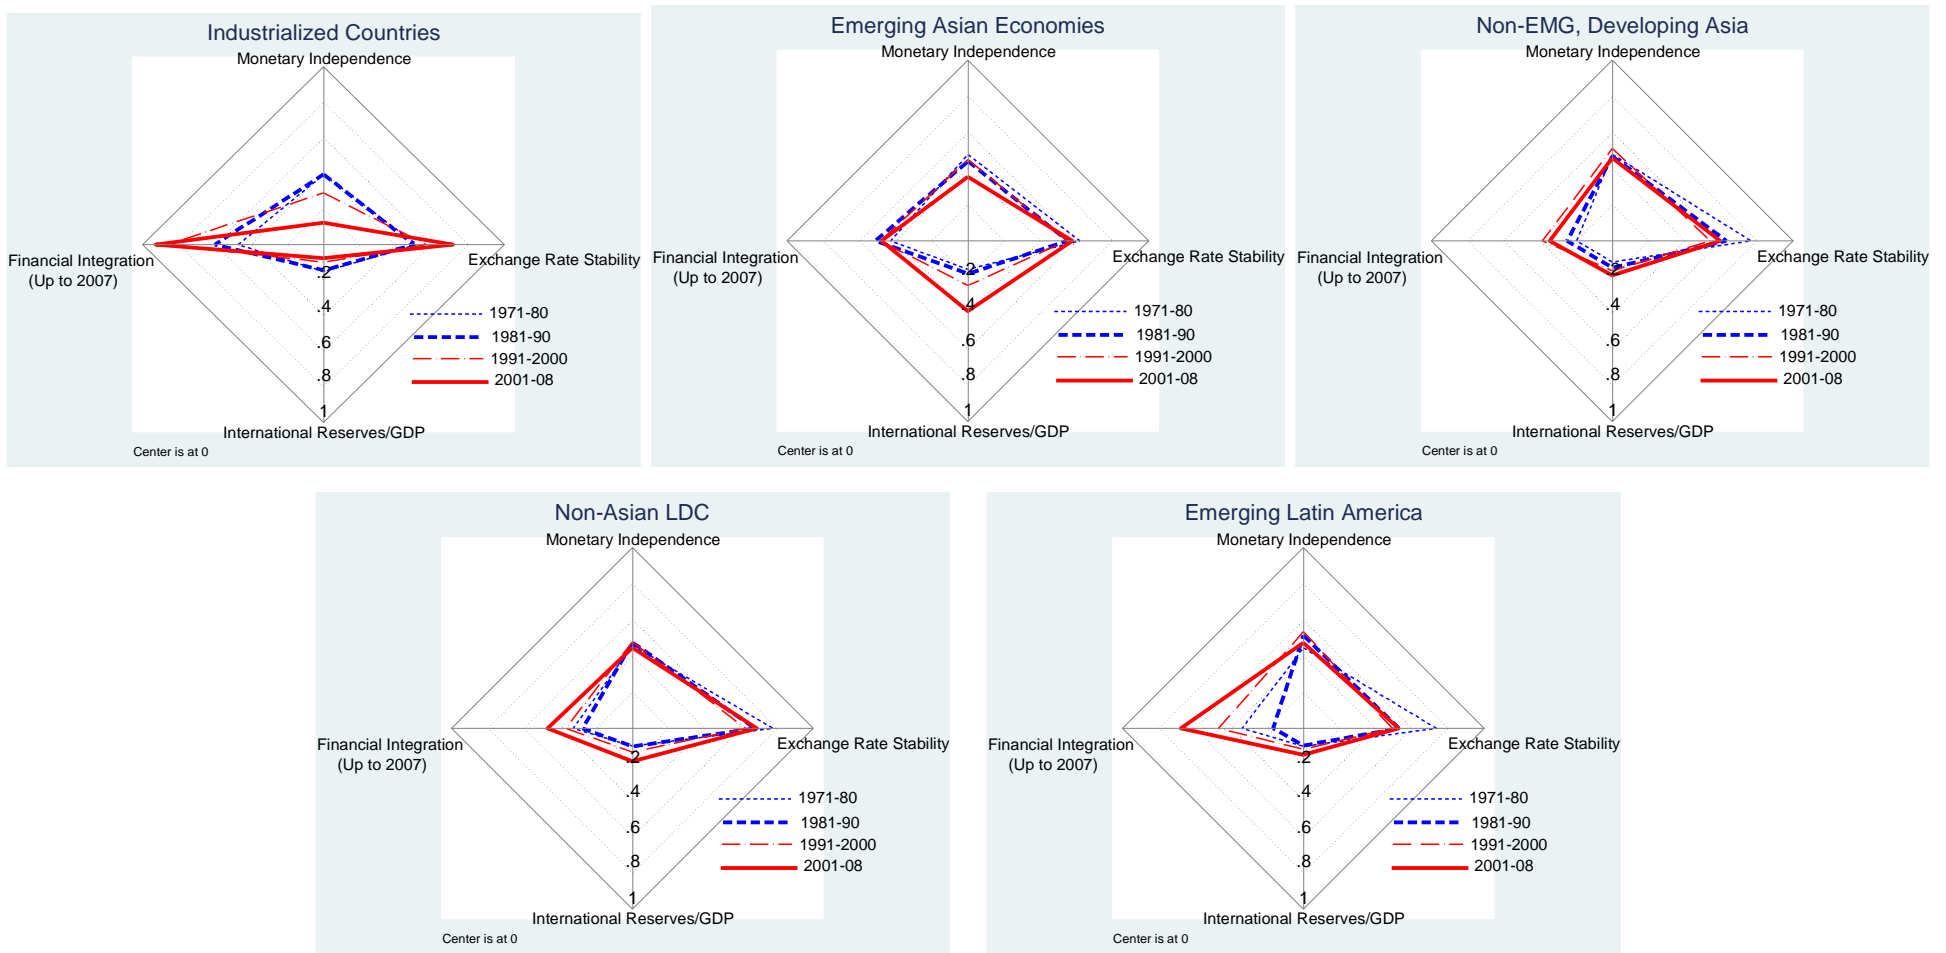 Industrialized Countries
Monetary Independence
Financial Integration
(Up to 2007)
Exchange Rate Stability
.2
.4
.6
.8
1
1971-80
1981-90
1991-2000
2001-08
International Reserves/GDP
Center is at 0
Emerging Asian Economies
Monetary Independence
Financial Integration
(Up to 2007)
Exchange Rate Stability
.2
.4
.6
.8
1
1971-80
1981-90
1991-2000
2001-08
International Reserves/GDP
Center is at 0
Non-EMG, Developing Asia
Monetary Independence
Financial Integration
(Up to 2007)
Exchange Rate Stability
.2
.4
.6
.8
1
1971-80
1981-90
1991-2000
2001-08
International Reserves/GDP
Center is at 0
Non-Asian LDC
Monetary Independence
Financial Integration
(Up to 2007)
Exchange Rate Stability
.2
.4
.6
.8
1
1971-80
1981-90
1991-2000
2001-08
International Reserves/GDP
Center is at 0
Emerging Latin America
Monetary Independence
Financial Integration
(Up to 2007)
Exchange Rate Stability
.2
.4
.6
.8
1
1971-80
1981-90
1991-2000
2001-08
International Reserves/GDP
Center is at 0